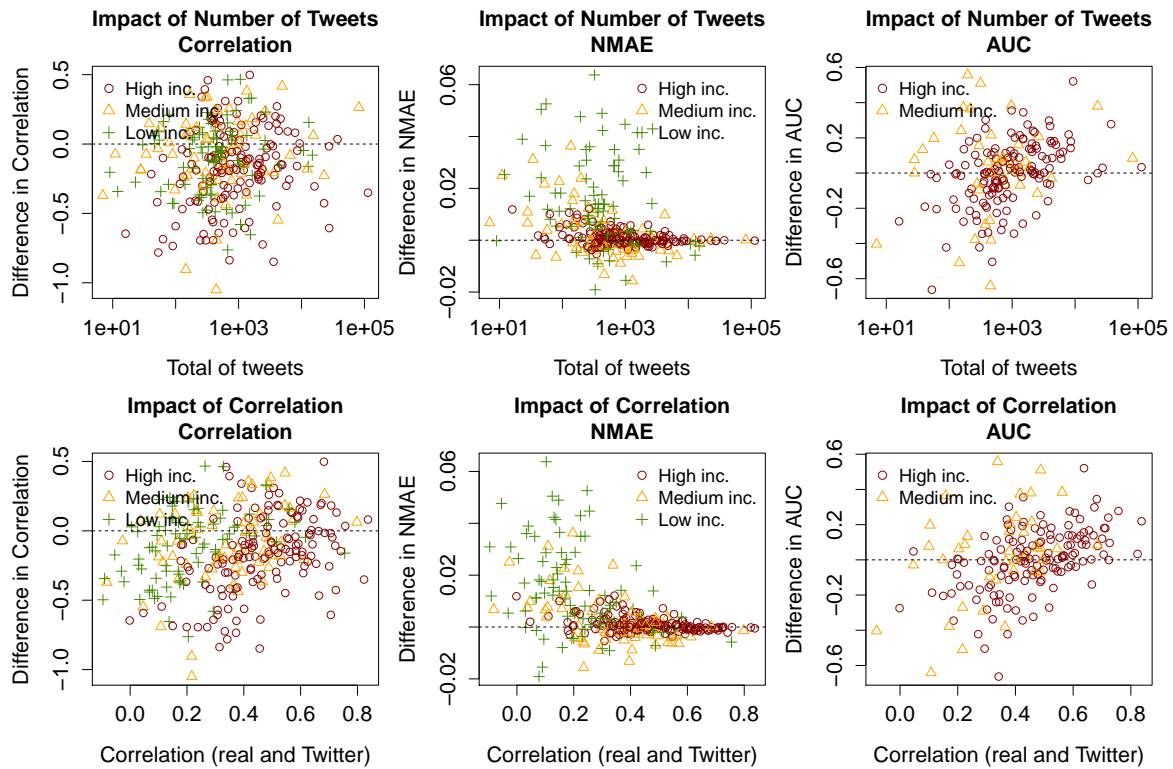 Impact of Number of Tweets
Correlation
Difference in Correlation
0.5
0.0
−0.5
−1.0
High inc.
Medium inc.
Low inc.
1e+01
1e+03
1e+05
Total of tweets
Impact of Number of Tweets
NMAE
Difference in NMAE
0.06
0.02
−0.02
High inc.
Medium inc.
Low inc.
1e+01
1e+03
1e+05
Total of tweets
Impact of Number of Tweets
AUC
Difference in AUC
0.6
0.2
−0.2
−0.6
High inc.
Medium inc.
1e+01
1e+03
1e+05
Total of tweets
Impact of Correlation
Correlation
Difference in Correlation
0.5
0.0
−0.5
−1.0
High inc.
Medium inc.
Low inc.
0.0
0.2
0.4
0.6
0.8
Correlation (real and Twitter)
Impact of Correlation
NMAE
Difference in NMAE
0.06
0.02
−0.02
High inc.
Medium inc.
Low inc.
0.0
0.2
0.4
0.6
0.8
Correlation (real and Twitter)
Impact of Correlation
AUC
Difference in AUC
0.6
0.2
−0.2
−0.6
High inc.
Medium inc.
0.0
0.2
0.4
0.6
0.8
Correlation (real and Twitter)